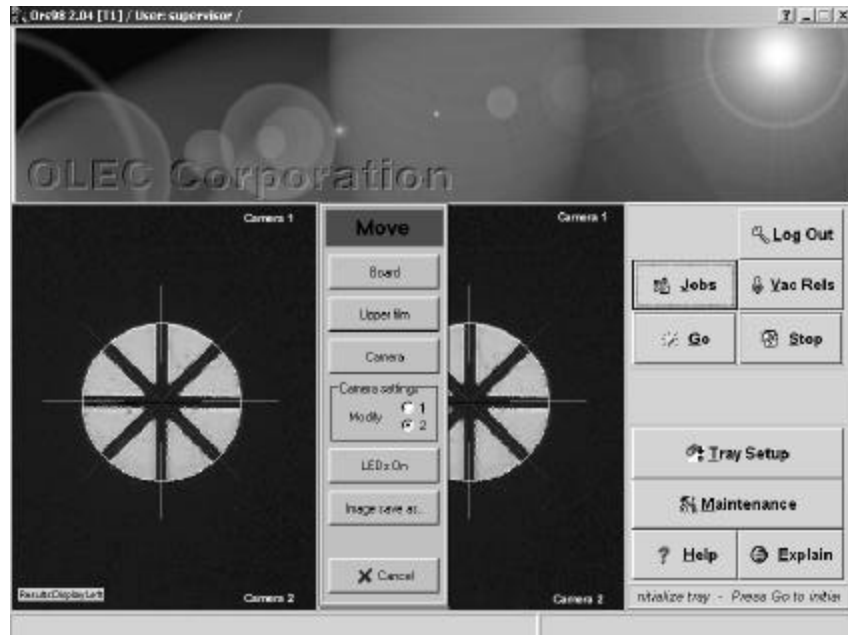 Ors98 2.04 [T1] / User: supervisor /
OLEC Corporation
Camera 1
Move
Board
Upper film
Camera
Camera settings
Modify
1
2
LEDs On
Image save as..
Cancel
ResultsDisplayLeft
Camera 2
Camera 1
Camera 2
Log Out
Jobs
Vac Rels
Go
Stop
Tray Setup
Maintenance
? Help
Explain
nitialize tray - Press Go to initial